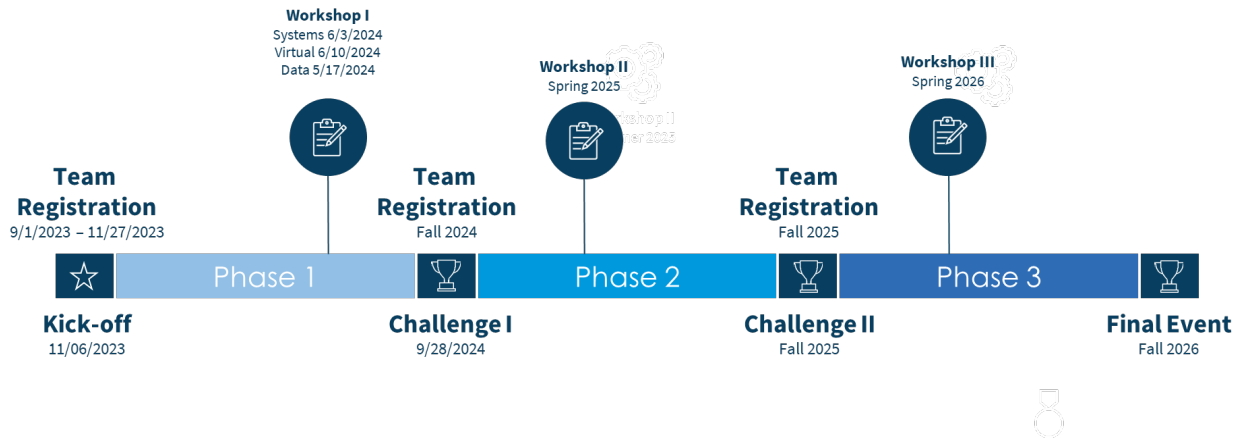 Workshop I
Systems 6/3/2024
Virtual 6/10/2024
Data 5/17/2024
Workshop II
Spring 2025
Workshop III
Spring 2026
Team
Registration
9/1/2023 – 11/27/2023
Team
Registration
Fall 2024
Team
Registration
Fall 2025
Phase 1
Phase 2
Phase 3
Kick-off
11/06/2023
Challenge I
9/28/2024
Challenge II
Fall 2025
Final Event
Fall 2026